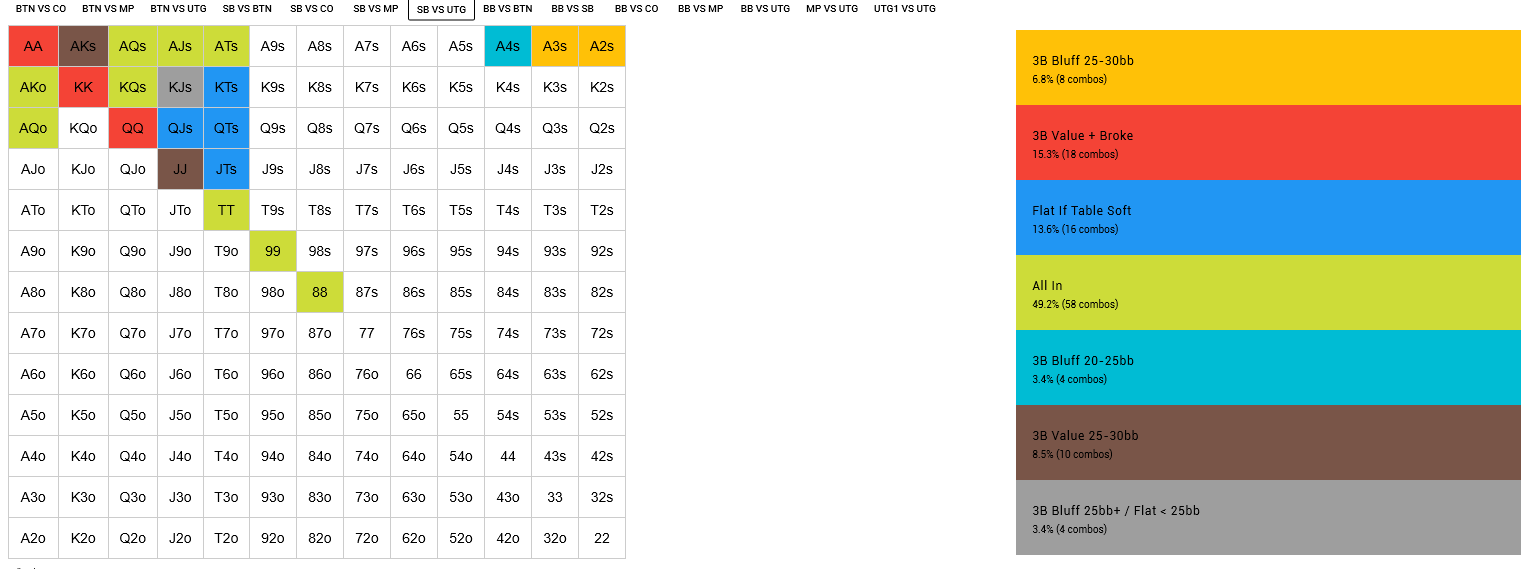 BTN VS CO BTN VS MP BTN VS UTG SB VS BTN SB VS CO SB VS MP SB VS UTG BB VS BTN BB VS SB BB VS CO BB VS MP BB VS UTG MP VS UTG UTG1 VS UTG
AA AKs AQs AJs ATs A9s A8s A7s A6s A5s A4s A3s A2s
AKo KK KQs KJs KTs K9s K8s K7s K6s K5s K4s K3s K2s
AQo KQo QQ QJs QTs Q9s Q8s Q7s Q6s Q5s Q4s Q3s Q2s
AJo KJo QJo JJ JTs J9s J8s J7s J6s J5s J4s J3s J2s
ATo KTo QTo JTo TT T9s T8s T7s T6s T5s T4s T3s T2s
A9o K9o Q9o J9o T9o 99 98s 97s 96s 95s 94s 93s 92s
A8o K8o Q8o J8o T8o 98o 88 87s 86s 85s 84s 83s 82s
A7o K7o Q7o J7o T7o 97o 87o 77 76s 75s 74s 73s 72s
A6o K6o Q6o J6o T6o 96o 86o 76o 66 65s 64s 63s 62s
A5o K5o Q5o J5o T5o 95o 85o 75o 65o 55 54s 53s 52s
A4o K4o Q4o J4o T4o 94o 84o 74o 64o 54o 44 43s 42s
A3o K3o Q3o J3o T3o 93o 83o 73o 63o 53o 43o 33 32s
A2o K2o Q2o J2o T2o 92o 82o 72o 62o 52o 42o 32o 22
3B Bluff 25-30bb
6.8% (8 combos)
3B Value + Broke
15.3% (18 combos)
Flat If Table Soft
13.6% (16 combos)
All In
49.2% (58 combos)
3B Bluff 20-25bb
3.4% (4 combos)
3B Value 25-30bb
8.5% (10 combos)
3B Bluff 25bb+ / Flat < 25bb
3.4% (4 combos)